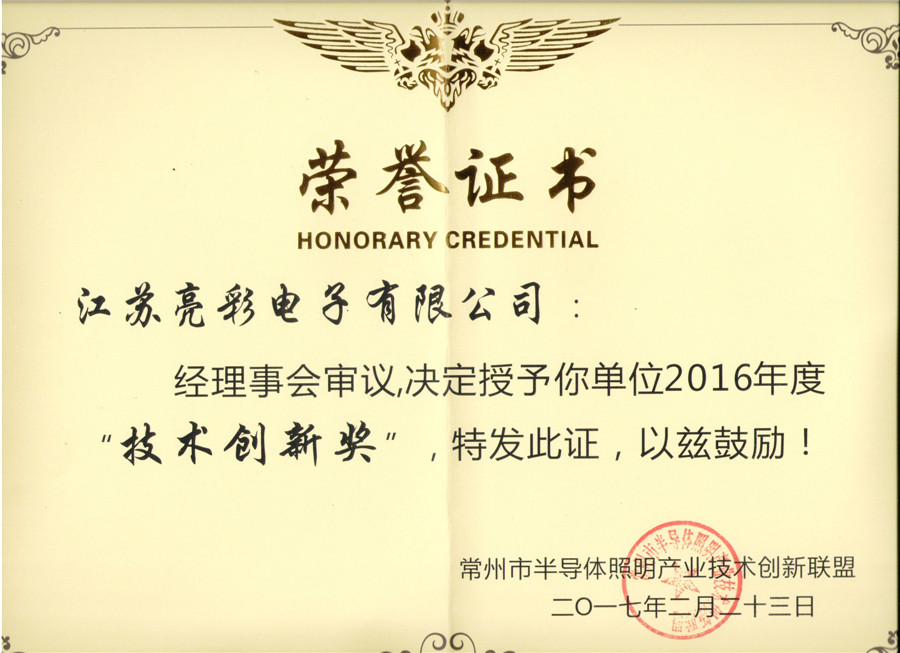 荣誉证书
HONORARY CREDENTIAL
江苏亮彩电子有限公司：
经理事会审议,决定授予你单位2016年度
“技术创新奖”，特发此证，以兹鼓励！
常州市半导体照明产业技术创新联盟
二〇一七年二月二十三日